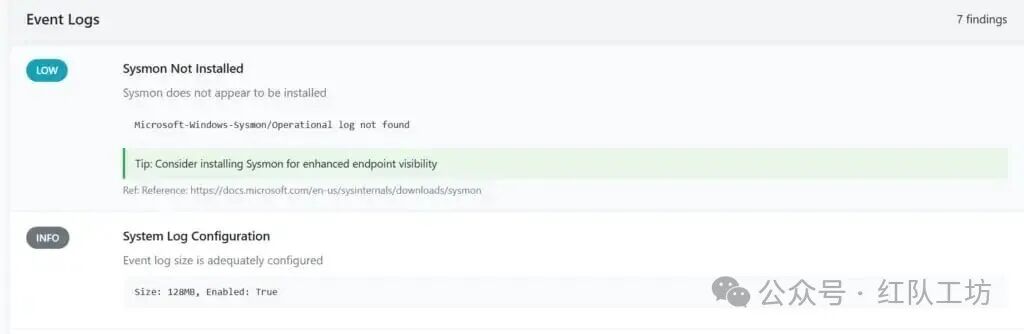 Event Logs
7 findings
LOW
Sysmon Not Installed
Sysmon does not appear to be installed
Microsoft-Windows-Sysmon/Operational log not found
Tip: Consider installing Sysmon for enhanced endpoint visibility
Ref: Reference: https://docs.microsoft.com/en-us/sysinternals/downloads/sysmon
INFO
System Log Configuration
Event log size is adequately configured
Size: 128MB, Enabled: True
公众号 · 红队工坊